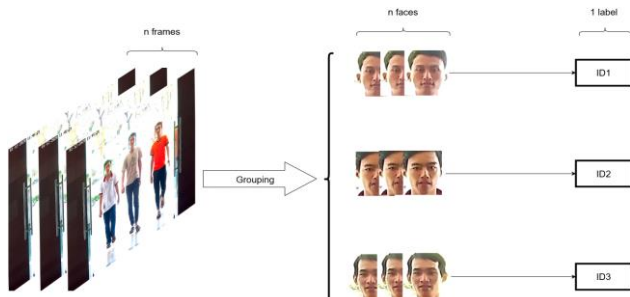 n frames
n faces
1 label
ID1
Grouping
ID2
ID3